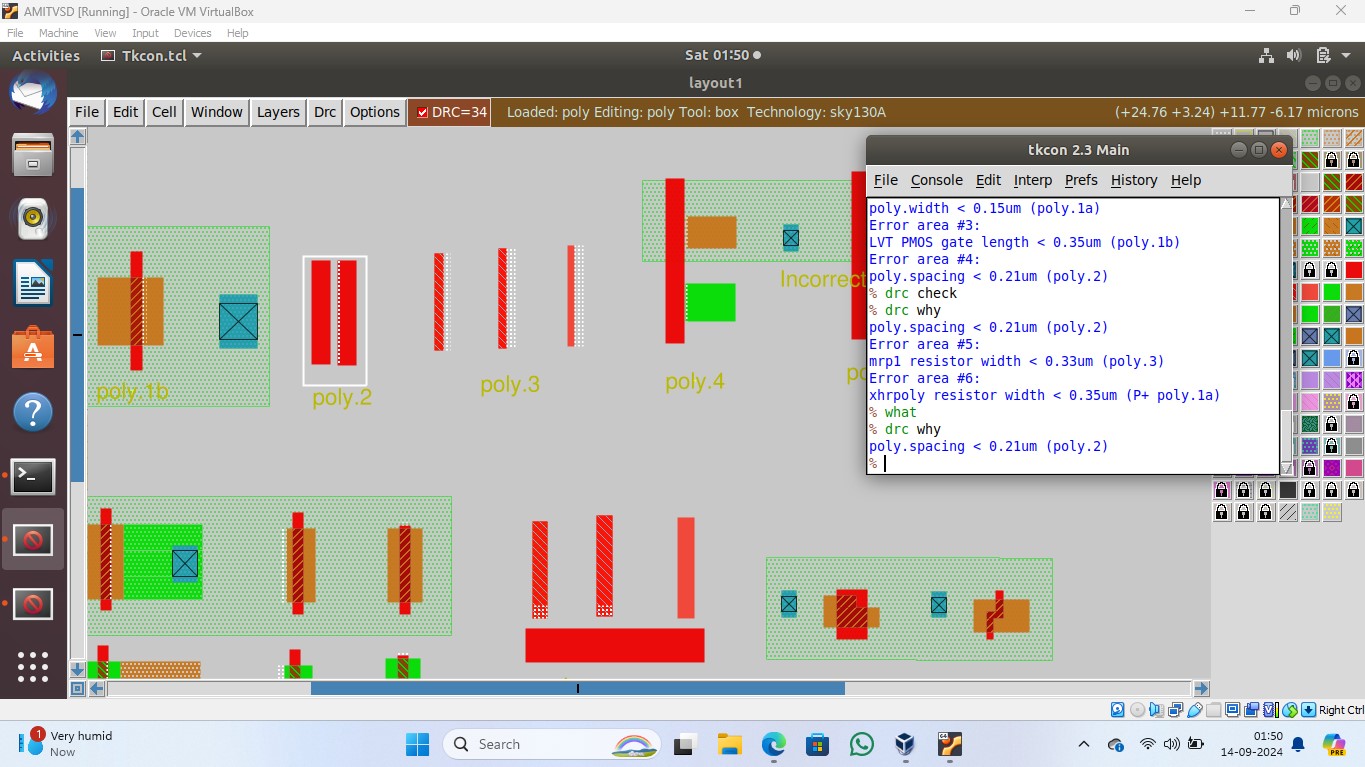 AMITVSD [Running] - Oracle VM VirtualBox
File Machine View Input Devices Help
Activities Tkcon.tcl Sat 01:50
layout1
File Edit Cell Window Layers Drc Options DRC=34 Loaded: poly Editing: poly Tool: box Technology: sky130A (+24.76 +3.24) +11.77 -6.17 microns
tkcon 2.3 Main
File Console Edit Interp Prefs History Help
poly.width < 0.15um (poly.1a)
Error area #3:
LVT PMOS gate length < 0.35um (poly.1b)
Error area #4:
poly.spacing < 0.21um (poly.2)
% drc check
% drc why
poly.spacing < 0.21um (poly.2)
Error area #5:
mrp1 resistor width < 0.33um (poly.3)
Error area #6:
xhrpoly resistor width < 0.35um (P+ poly.1a)
% what
% drc why
poly.spacing < 0.21um (poly.2)
%
Incorrect
poly.1b
poly.2
poly.3
poly.4
po
Right Ctrl
1
Very humid
Now
Search
64
PRE
01:50
14-09-2024